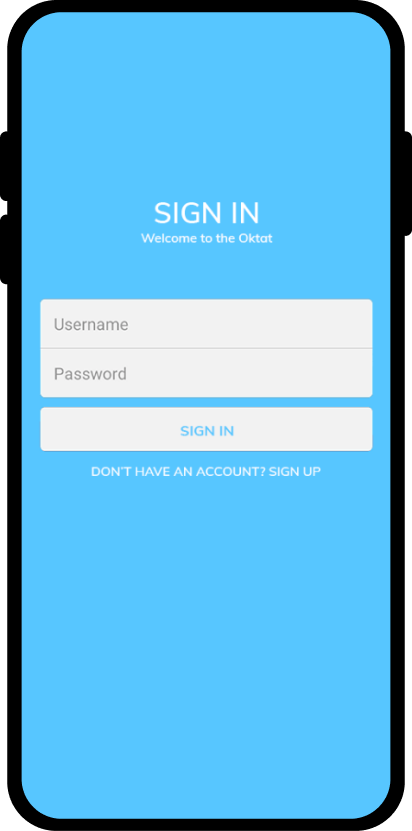 SIGN IN
Welcome to the Oktat
Username
Password
SIGN IN
DON'T HAVE AN ACCOUNT? SIGN UP